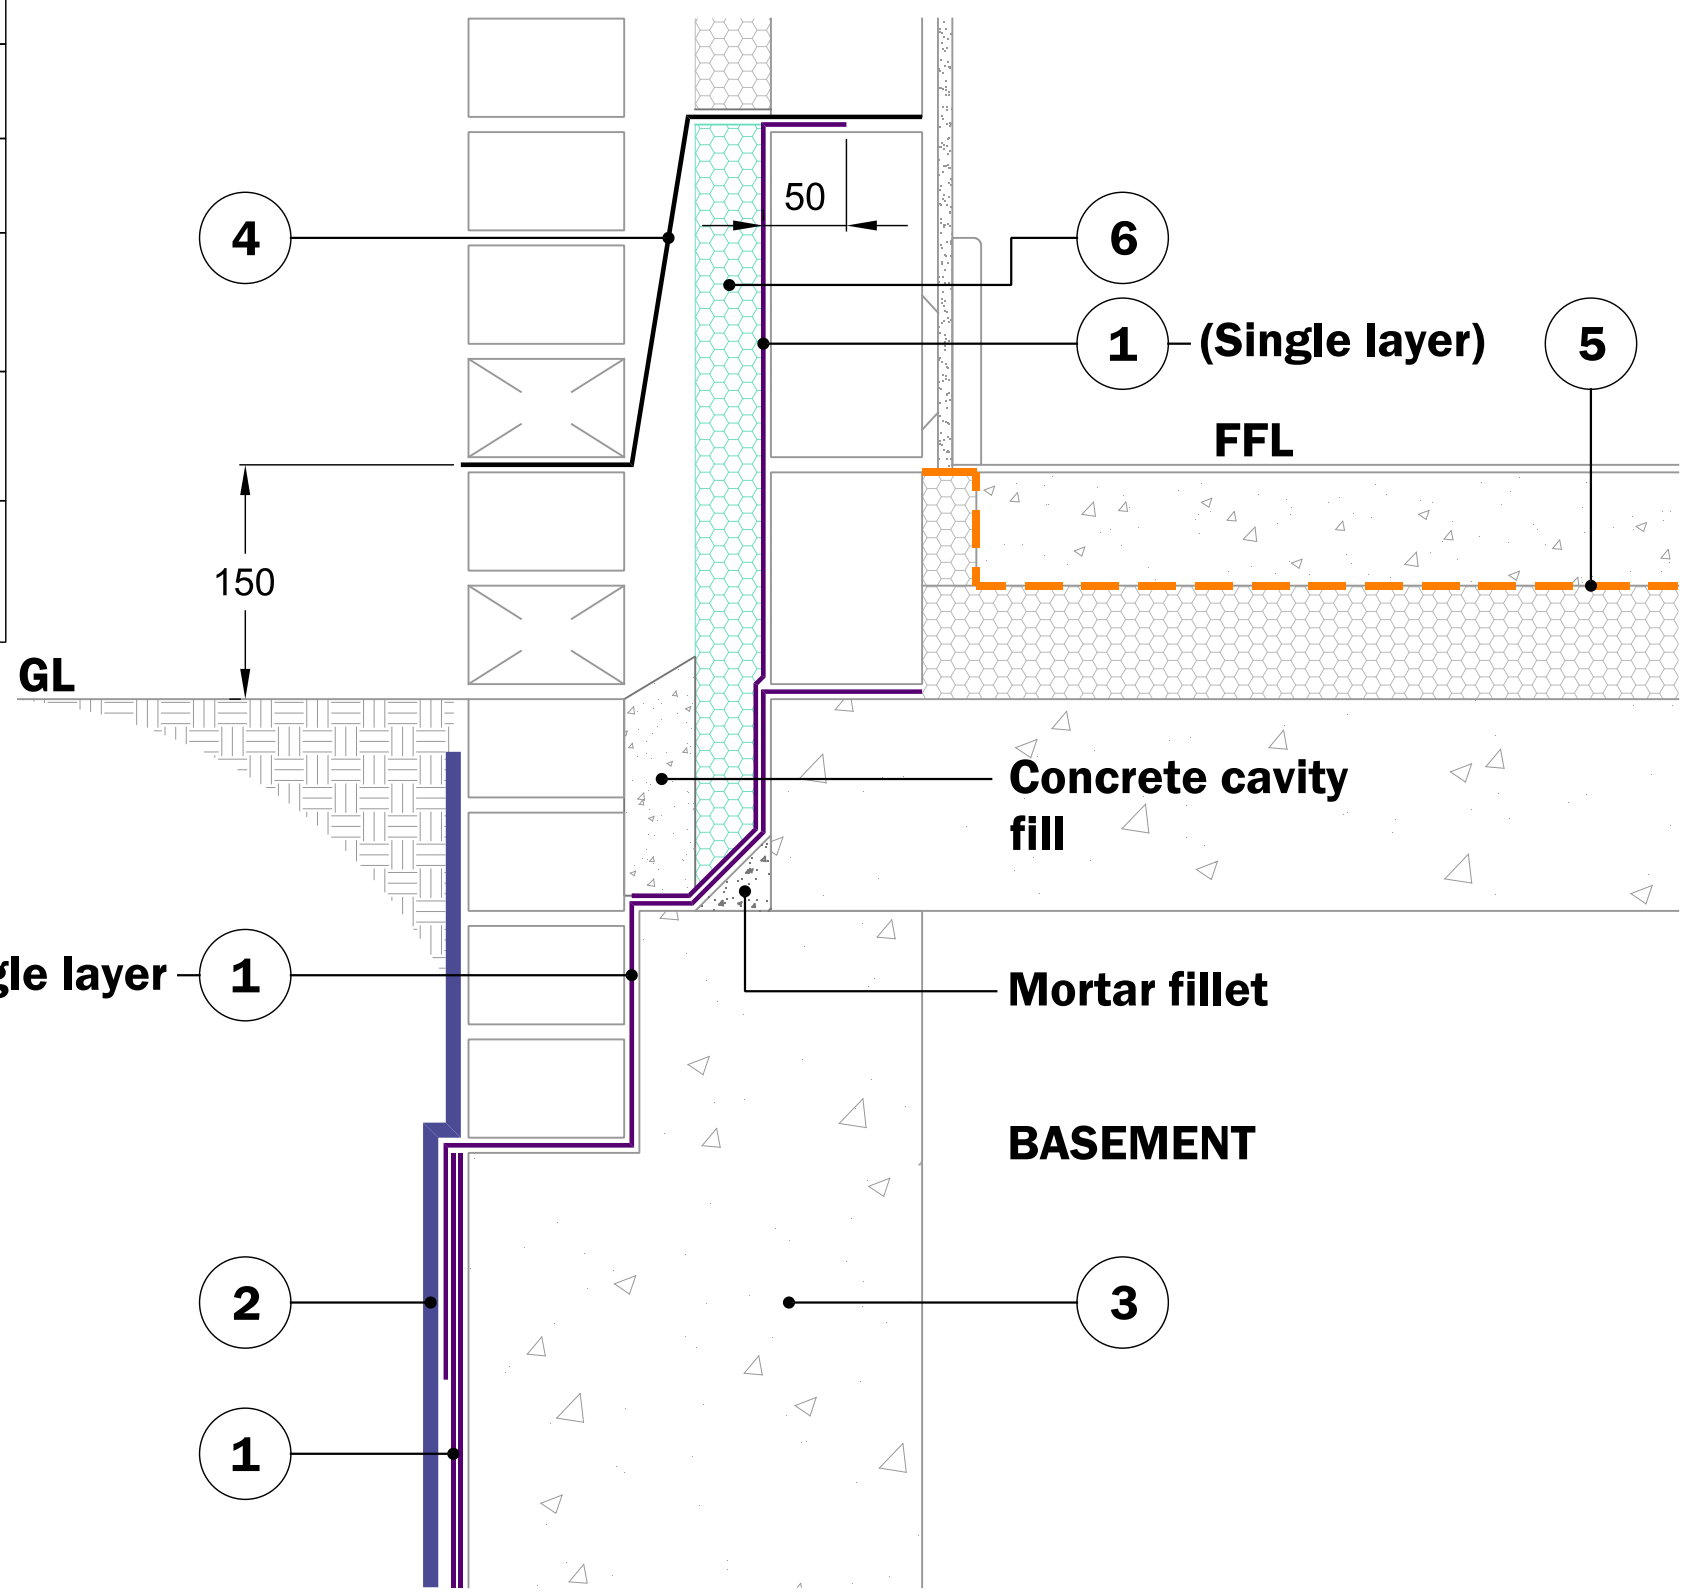 50
4
6
1 (Single layer)
5
FFL
150
GL
Concrete cavity
fill
layer 1
Mortar fillet
BASEMENT
2
3
1